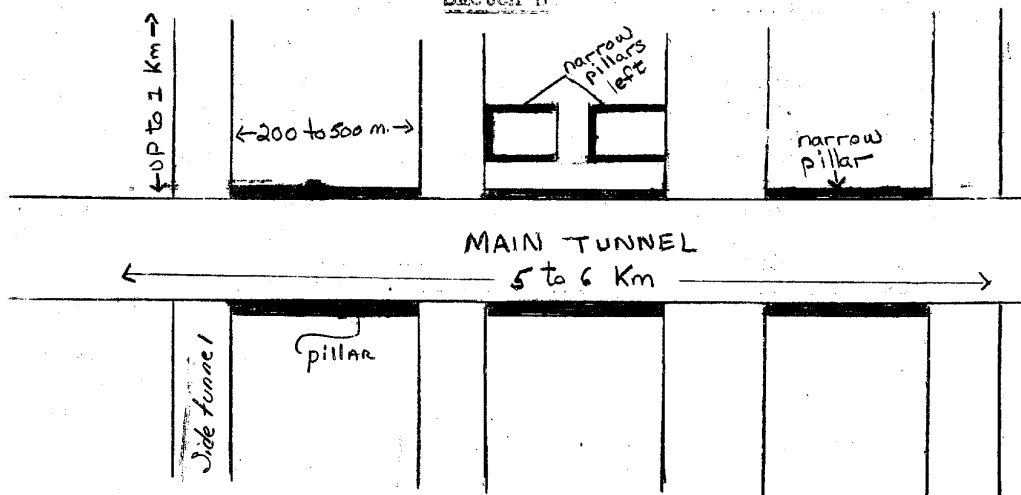 up to 1 Km
200 to 500 m.
narrow
pillars
left
narrow
pillar
MAIN TUNNEL
5 to 6 Km
pillar
Side tunnel